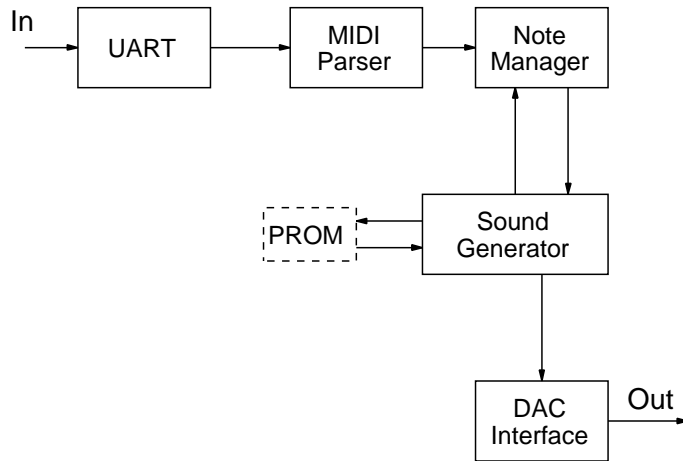 In
UART
MIDI
Parser
Note
Manager
PROM
Sound
Generator
DAC
Interface
Out